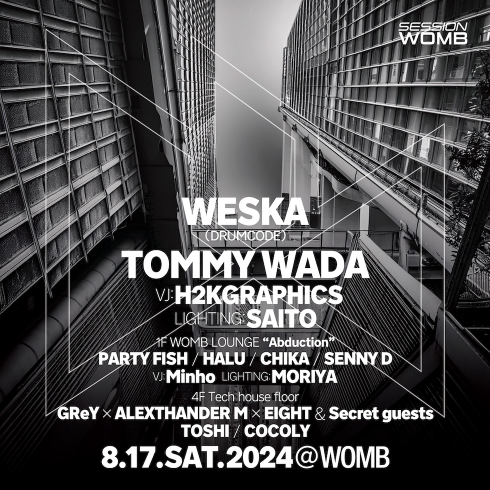 SESSION
WOMB
WESKA
(DRUMCODE)
TOMMY WADA
VJ:H2KGRAPHICS
LIGHTING:SAITO
1F WOMB LOUNGE “Abduction”
PARTY FISH / HALU / CHIKA / SENNY D
VJ:Minho LIGHTING:MORIYA
4F Tech house floor
GReY × ALEXTHANDER M × EIGHT & Secret guests
TOSHI / COCOLY
8.17.SAT.2024@WOMB